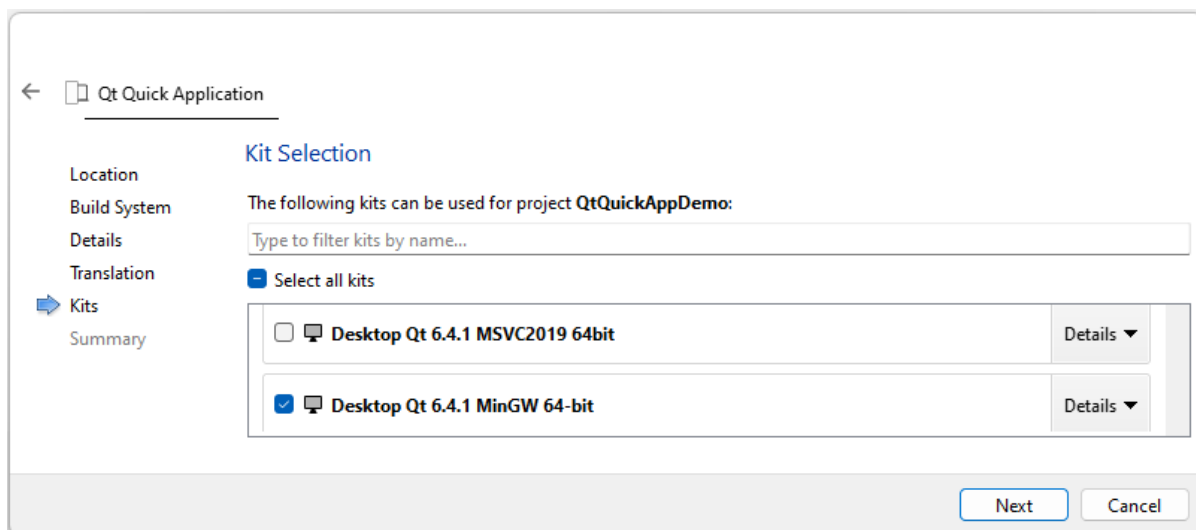 Qt Quick Application
Location
Build System
Details
Translation
Kits
Summary
Kit Selection
The following kits can be used for project QtQuickAppDemo:
Type to filter kits by name...
Select all kits
Desktop Qt 6.4.1 MSVC2019 64bit
Details
Desktop Qt 6.4.1 MinGW 64-bit
Details
Next
Cancel